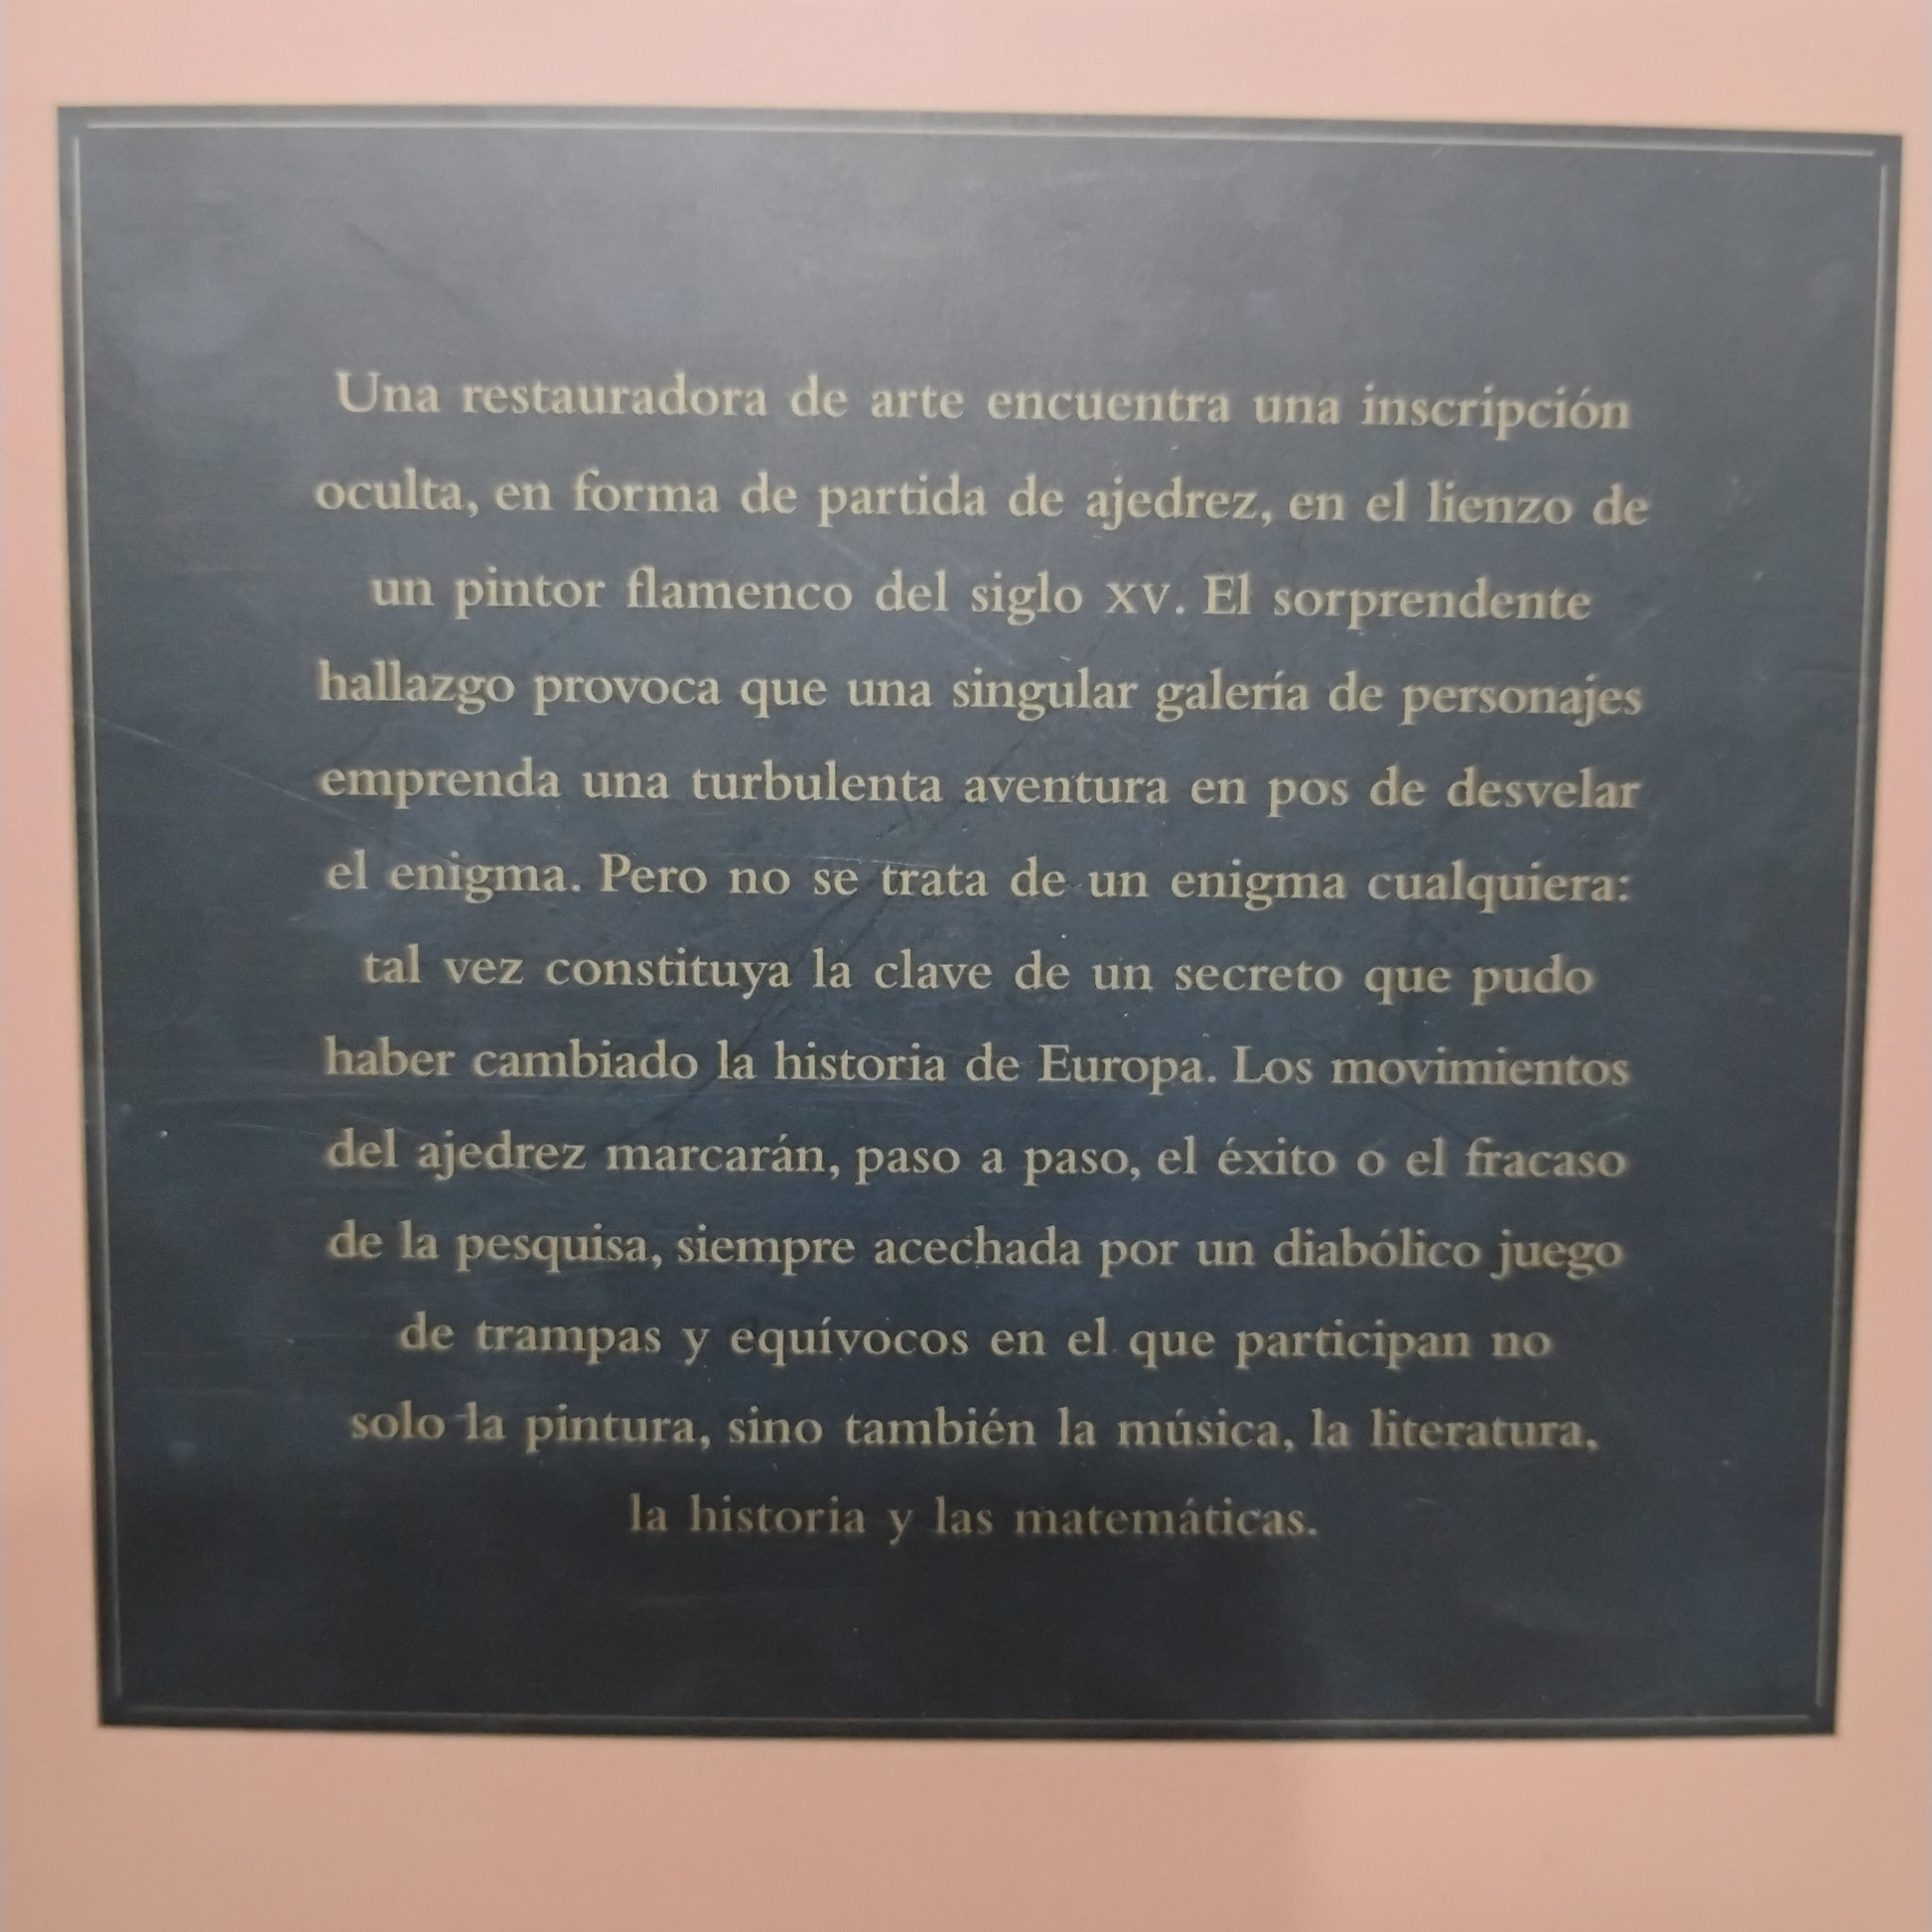 Una restauradora de arte encuentra una inscripción
oculta, en forma de partida de ajedrez, en el lienzo de
un pintor flamenco del siglo XV. El sorprendente
hallazgo provoca que una singular galería de personajes
emprenda una turbulenta aventura en pos de desvelar
el enigma. Pero no se trata de un enigma cualquiera:
tal vez constituya la clave de un secreto que pudo
haber cambiado la historia de Europa. Los movimientos
del ajedrez marcarán, paso a paso, el éxito o el fracaso
de la pesquisa, siempre acechada por un diabólico juego
de trampas y equívocos en el que participan no
solo la pintura, sino también la música, la literatura,
la historia y las matemáticas.